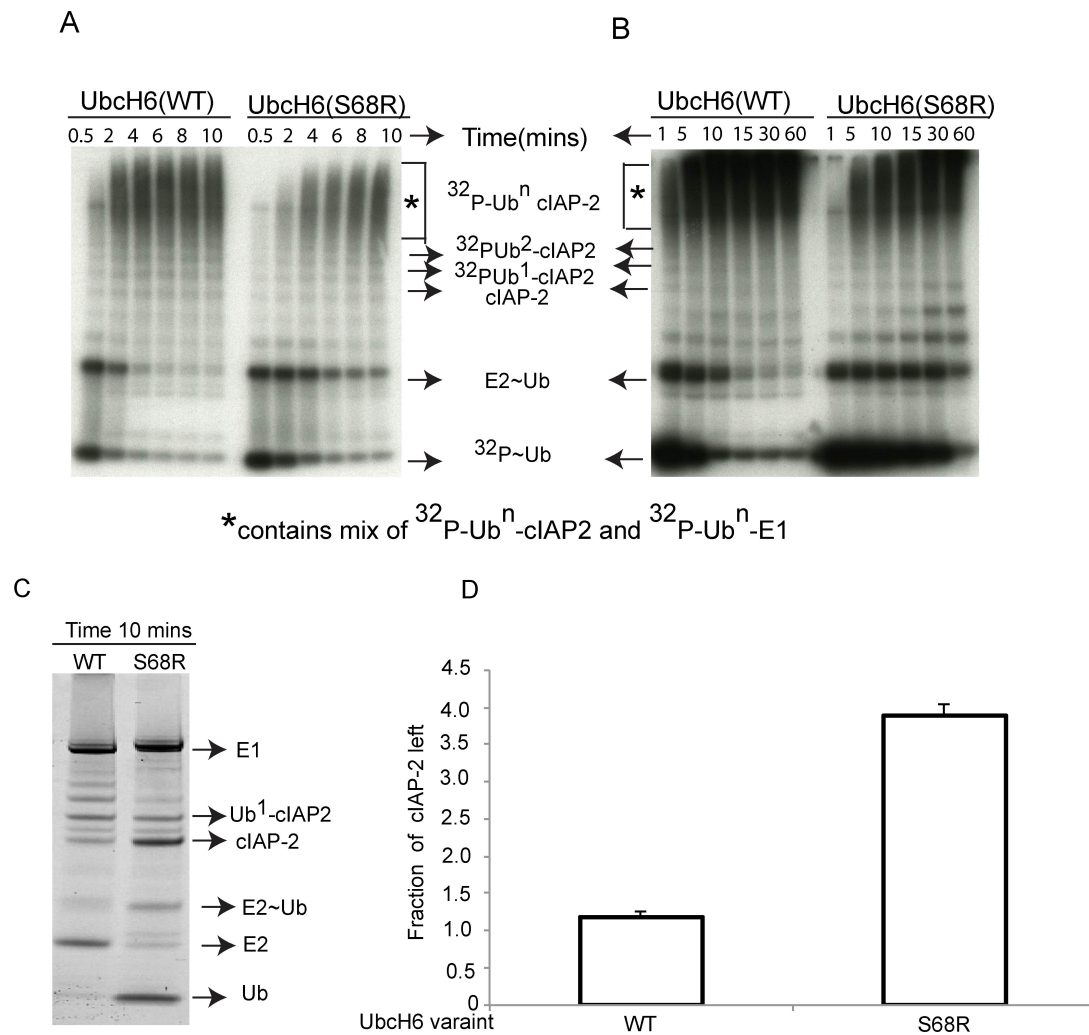 A
B
UbcH6(WT) UbcH6(S68R)
UbcH6(WT) UbcH6(S68R)
0.5 2 4 6 8 10 0.5 2 4 6 8 10
Time(mins)
1 5 10 15 30 60 1 5 10 15 30 60
*
32P-Ubn cIAP-2
*
32PUb2-cIAP2
32PUb1-cIAP2
cIAP-2
E2~Ub
32P~Ub
*contains mix of 32P-Ubn-cIAP2 and 32P-Ubn-E1
C
Time 10 mins
WT S68R
E1
Ub1-cIAP2
cIAP-2
E2~Ub
E2
Ub
D
Fraction of cIAP-2 left
4.5
4.0
3.5
3.0
2.5
2.0
1.5
1.0
0.5
0
UbcH6 varaint WT S68R